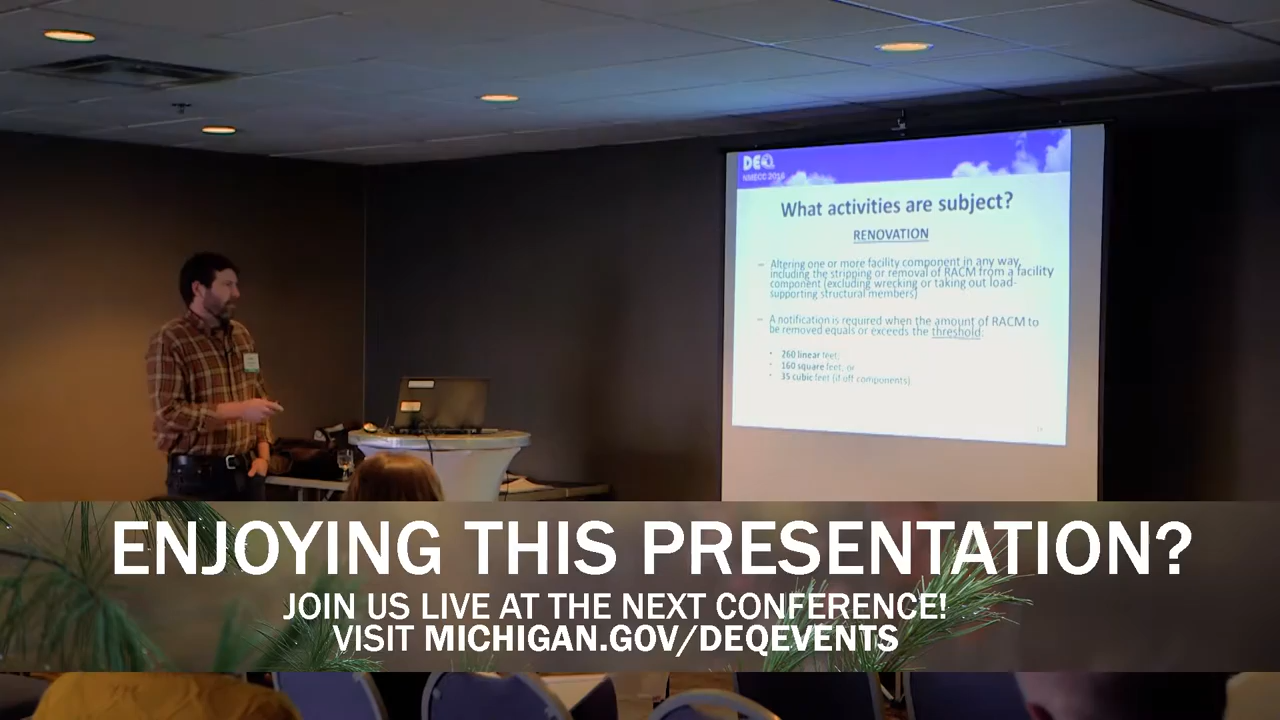 DEQ
NMECC 2016
What activities are subject?
RENOVATION
– Altering one or more facility component in any way,
including the stripping or removal of RACM from a facility
component (excluding wrecking or taking out load-
supporting structural members)
– A notification is required when the amount of RACM to
be removed equals or exceeds the threshold:
• 260 linear feet;
• 160 square feet; or
• 35 cubic feet (if off components)
ENJOYING THIS PRESENTATION?
JOIN US LIVE AT THE NEXT CONFERENCE!
VISIT MICHIGAN.GOV/DEQEVENTS